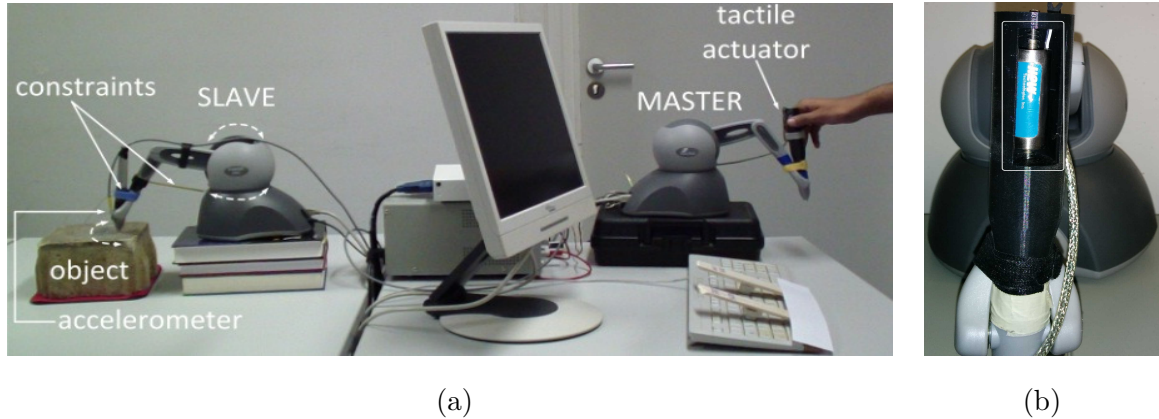 tactile
actuator
constraints
SLAVE
MASTER
object
accelerometer
(a)
(b)